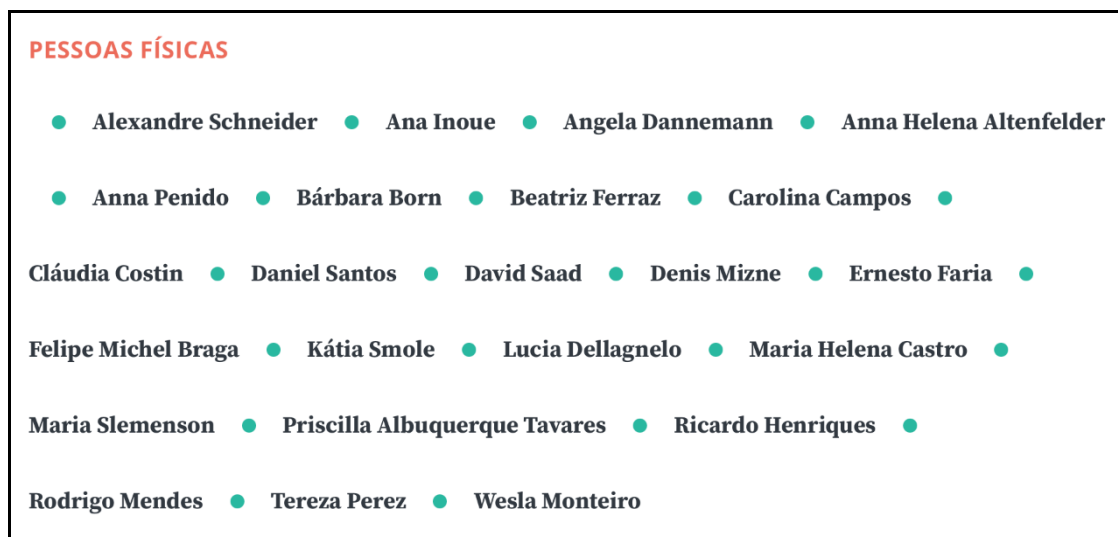 PESSOAS FÍSICAS
• Alexandre Schneider • Ana Inoue • Angela Dannemann • Anna Helena Altenfelder
• Anna Penido • Bárbara Born • Beatriz Ferraz • Carolina Campos •
Cláudia Costin • Daniel Santos • David Saad • Denis Mizne • Ernesto Faria •
Felipe Michel Braga • Kátia Smole • Lucia Dellagnelo • Maria Helena Castro •
Maria Slemenson • Priscilla Albuquerque Tavares • Ricardo Henriques •
Rodrigo Mendes • Tereza Perez • Wesla Monteiro